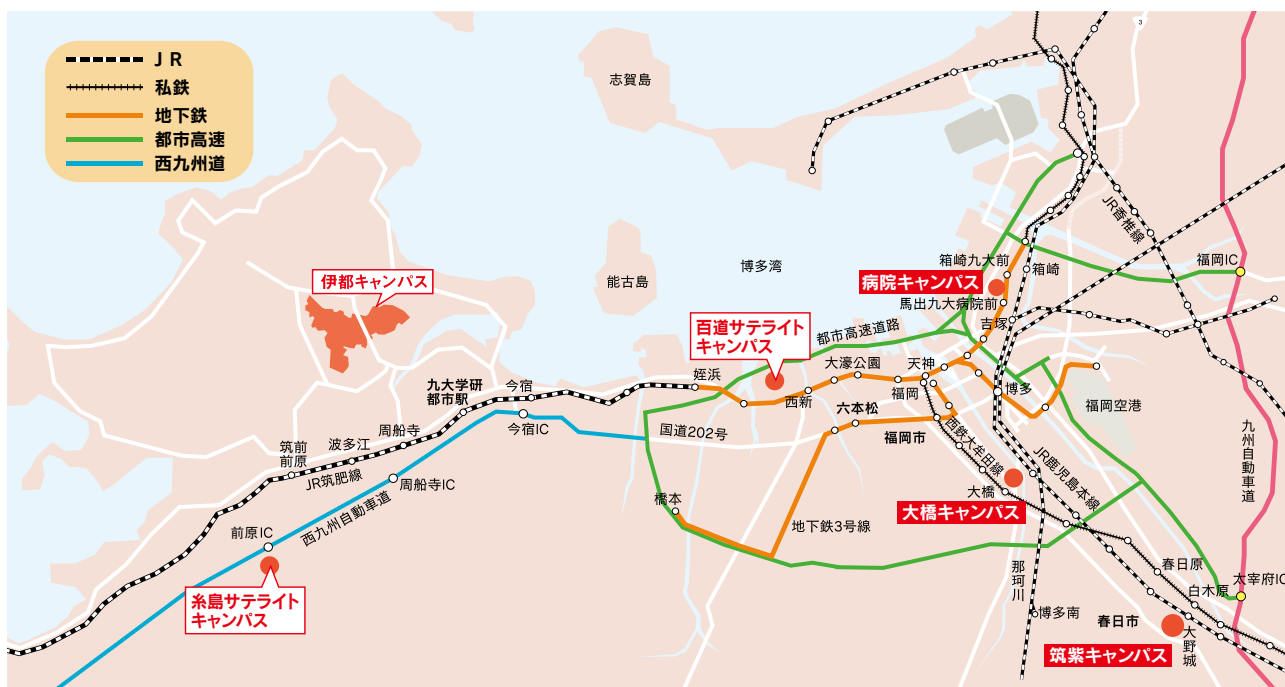 JR
私鉄
地下鉄
都市高速
西九州道
志賀島
3
JR香椎線
伊都キャンパス
能古島
博多湾
箱崎九大前
箱崎
福岡IC
病院キャンパス
馬出九大病院前
百道サテライト
キャンパス
都市高速道路
吉塚
姪浜
大濠公園
天神
西新
福岡
博多
福岡空港
九大学研
都市駅
今宿
今宿IC
国道202号
六本松
福岡市
西鉄大牟田線
JR鹿児島本線
九州自動車道
筑前
前原
波多江
周船寺
JR筑肥線
周船寺IC
西九州自動車道
前原IC
橋本
地下鉄3号線
大橋
大橋キャンパス
糸島サテライト
キャンパス
那珂川
博多南
春日原
白木原
太宰府IC
春日市
大野城
筑紫キャンパス